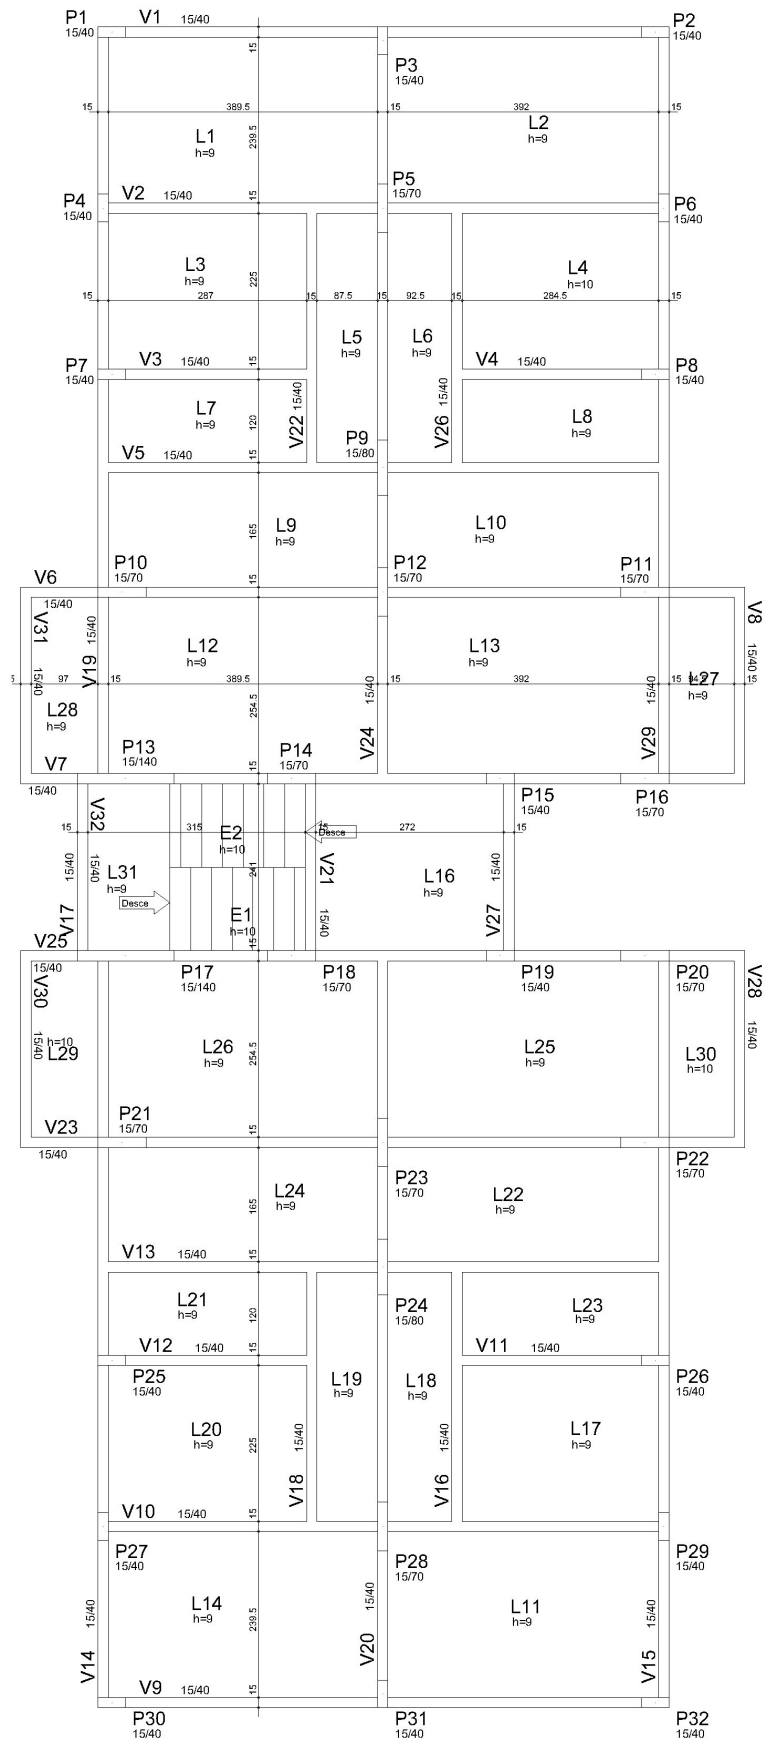 P1 V1 15/40 P2
15/40 15/40
15
P3
15/40
15 389.5 15 392 15
L1 L2
h=9 239.5 h=9
P5
15/70
P4 V2 15/40 15 P6
15/40 15/40
L3 L4
h=9 225 h=10
15 287 15 87.5 15 92.5 15 284.5 15
L5 L6
h=9 h=9
P7 V3 15/40 15 V4 15/40 P8
15/40 15/40
L7 V22 15/40 V26 15/40 L8
h=9 120 h=9
P9
15/80
V5 15/40 15
L9 L10
h=9 165 h=9
P10 P12 P11
15/70 15/70 15/70
V6 15
15/40
V31 15/40 V8
15/40 V19 15/40
L12 L13
h=9 h=9
97 15 389.5 15/40 15 392 15/40 15 15
L27
h=9
L28 254.5
h=9
V24 V29
P13 P14
15/140 15/70
V7 15
15/40
V32 P15 P16
15/40 15/70
15 315 E2 Desce 272 15
h=10
L31 241 V21 L16
h=9 h=9
15/40 15/40 15/40 15/40
Desce
V17 E1 V27
h=10
V25 15
15/40
P17 P18 P19 P20
15/140 15/70 15/40 15/70
V30 V28
15/40 15/40
h=10
L29 L26 254.5 L25 L30
h=9 h=9 h=10
P21
15/70
V23 15
15/40
P22
15/70
P23
15/70
L24 L22
h=9 165 h=9
V13 15/40 15
L21 L23
h=9 120 h=9
P24
15/80
V12 15/40 15 V11 15/40
P25 P26
15/40 15/40
L19 L18
h=9 h=9
L20 L17
h=9 225 h=9
15/40 15/40
V18 V16
V10 15/40 15
P27 P28 P29
15/40 15/70 15/40
L14 L11
h=9 239.5 h=9
15/40 15/40 15/40
V14 V20 V15
V9 15/40 15
P30 P31 P32
15/40 15/40 15/40